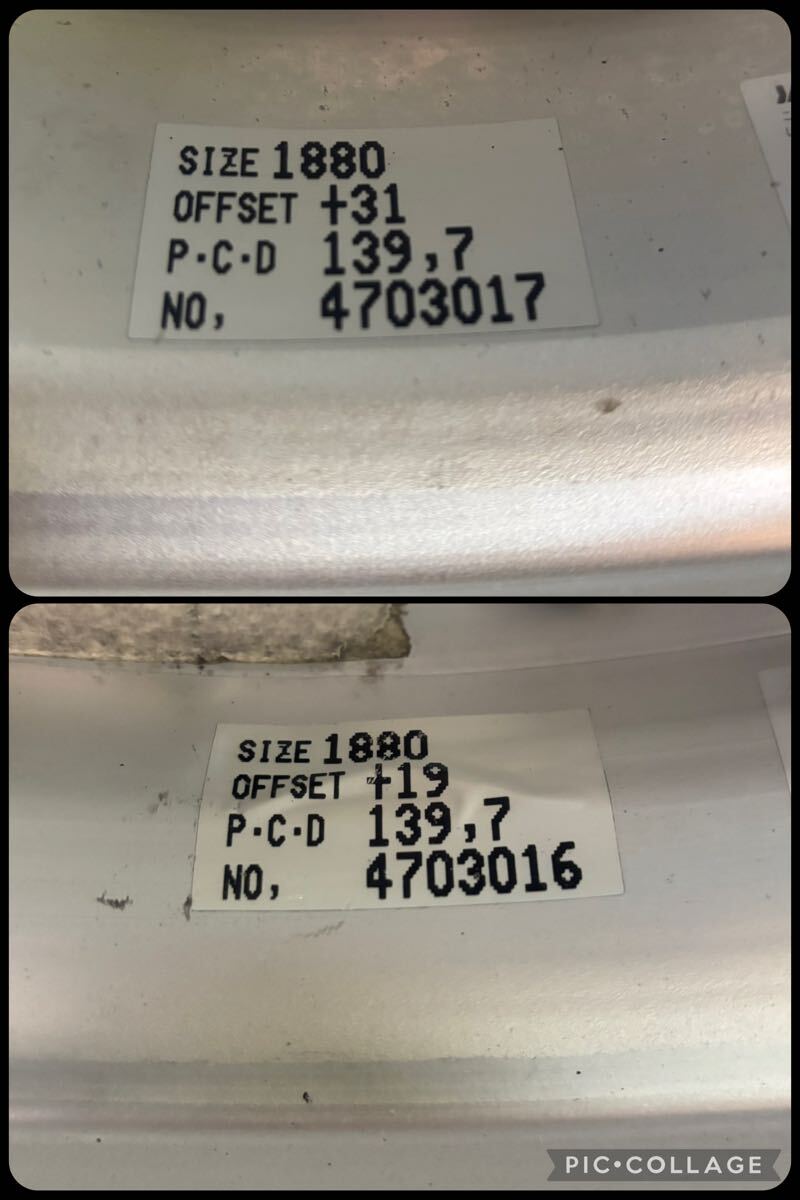 SIZE 1880
OFFSET +31
P·C·D 139,7
NO, 4703017
SIZE 1880
OFFSET +19
P·C·D 139,7
NO, 4703016
PIC•COLLAGE